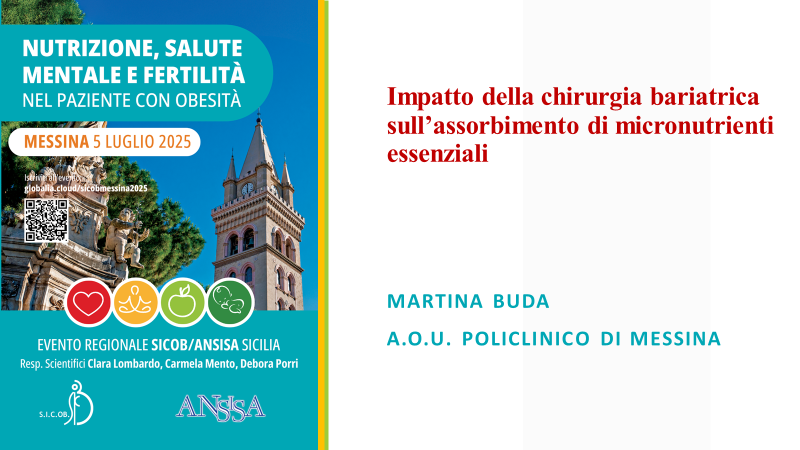 NUTRIZIONE, SALUTE
MENTALE E FERTILITÀ
NEL PAZIENTE CON OBESITÀ
MESSINA 5 LUGLIO 2025
Iscriviti all'evento:
globalia.cloud/sicobmessina2025
EVENTO REGIONALE SICOB/ANSISA SICILIA
Resp. Scientifici Clara Lombardo, Carmela Mento, Debora Porri
S.I.C.OB.
ANSISA
Impatto della chirurgia bariatrica
sull’assorbimento di micronutrienti
essenziali
MARTINA BUDA
A.O.U. POLICLINICO DI MESSINA